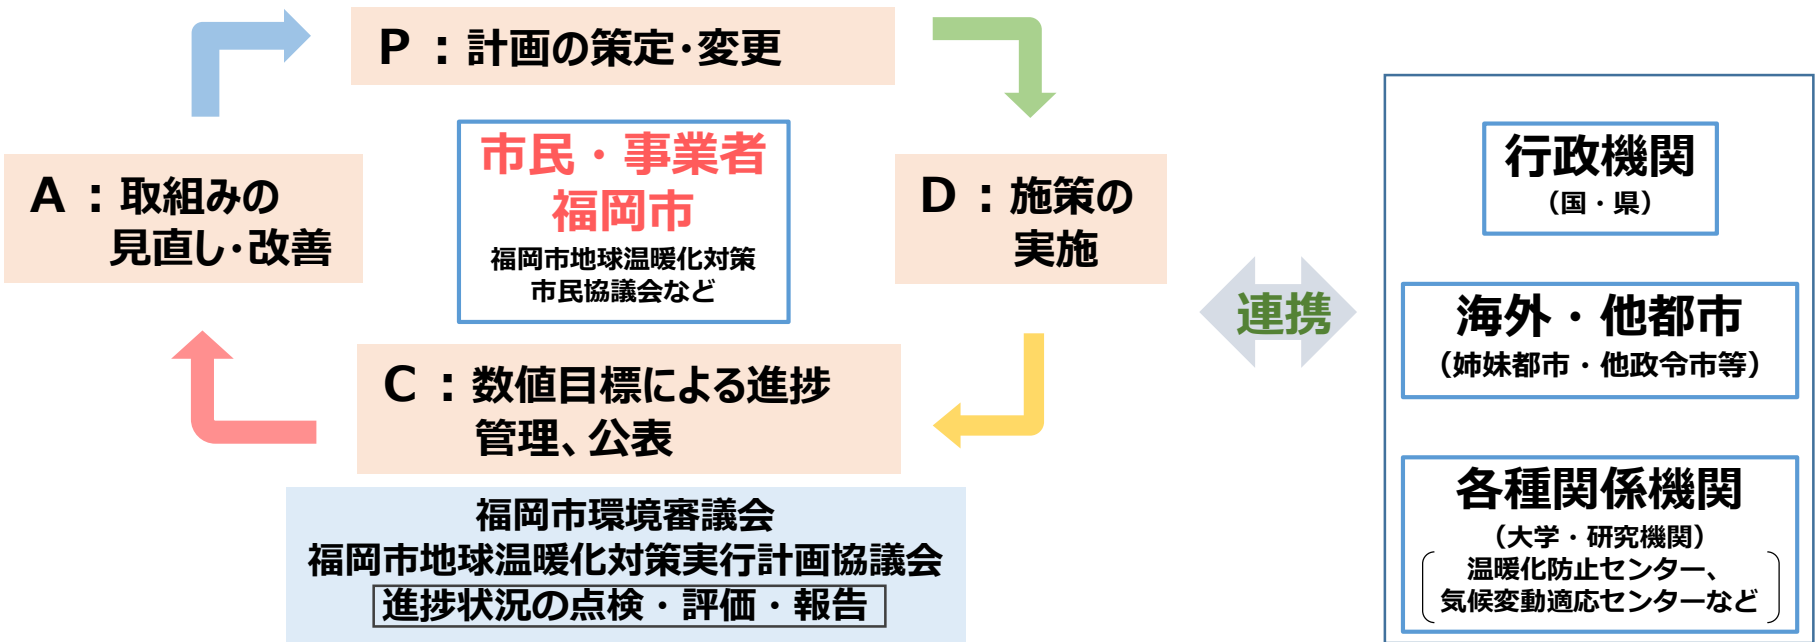 P：計画の策定・変更
A：取組みの
見直し・改善
市民・事業者
福岡市
福岡市地球温暖化対策
市民協議会など
D：施策の
実施
C：数値目標による進捗
管理、公表
福岡市環境審議会
福岡市地球温暖化対策実行計画協議会
進捗状況の点検・評価・報告
連携
行政機関
（国・県）
海外・他都市
（姉妹都市・他政令市等）
各種関係機関
（大学・研究機関）
温暖化防止センター、
気候変動適応センターなど